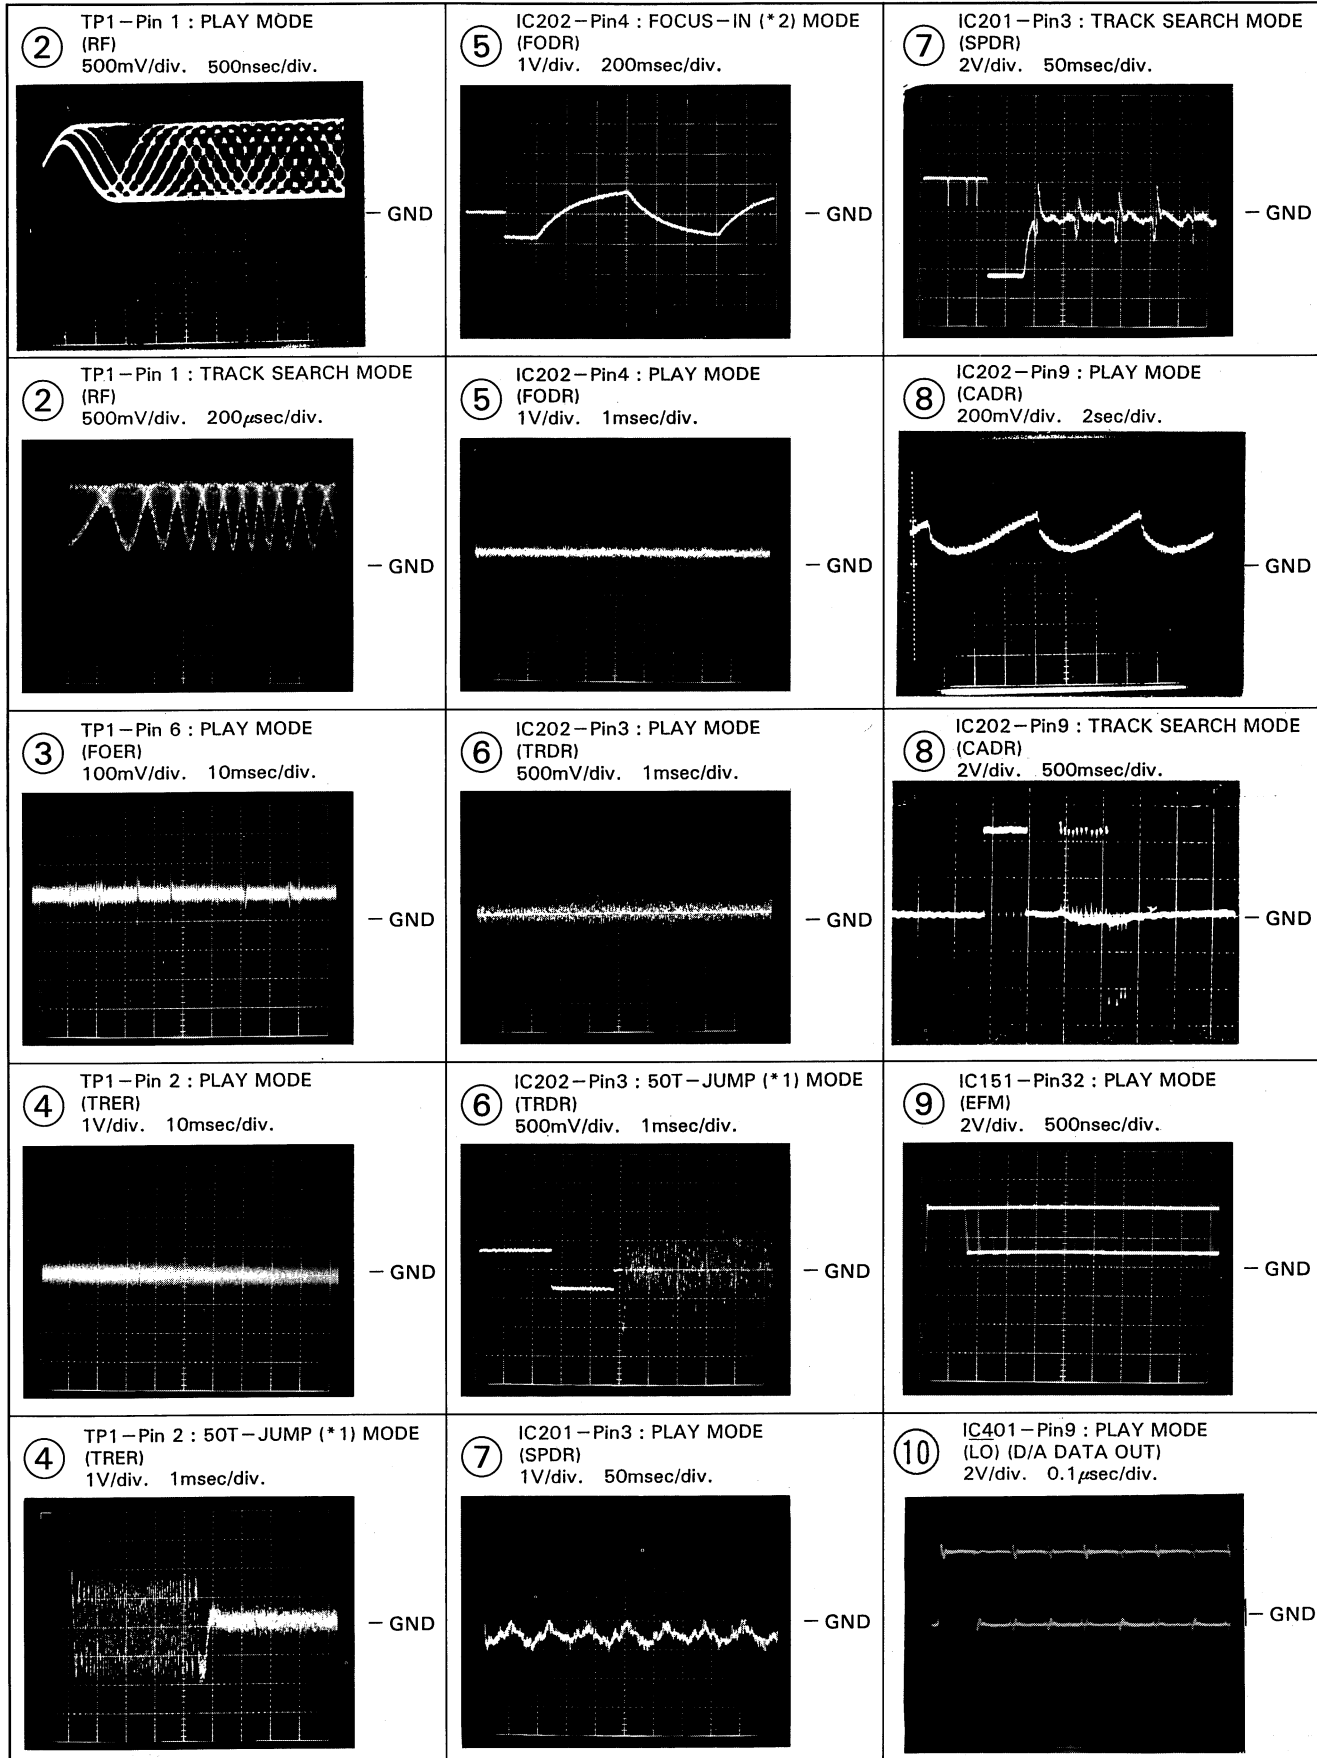 ② TP1-Pin 1 : PLAY MODE
(RF)
500mV/div. 500nsec/div.
- GND
⑤ IC202-Pin4 : FOCUS-IN (*2) MODE
(FODR)
1V/div. 200msec/div.
- GND
⑦ IC201-Pin3 : TRACK SEARCH MODE
(SPDR)
2V/div. 50msec/div.
- GND
② TP1-Pin 1 : TRACK SEARCH MODE
(RF)
500mV/div. 200μsec/div.
- GND
⑤ IC202-Pin4 : PLAY MODE
(FODR)
1V/div. 1msec/div.
- GND
⑧ IC202-Pin9 : PLAY MODE
(CADR)
200mV/div. 2sec/div.
- GND
③ TP1-Pin 6 : PLAY MODE
(FOER)
100mV/div. 10msec/div.
- GND
⑥ IC202-Pin3 : PLAY MODE
(TRDR)
500mV/div. 1msec/div.
- GND
⑧ IC202-Pin9 : TRACK SEARCH MODE
(CADR)
2V/div. 500msec/div.
- GND
④ TP1-Pin 2 : PLAY MODE
(TRER)
1V/div. 10msec/div.
- GND
⑥ IC202-Pin3 : 50T-JUMP (*1) MODE
(TRDR)
500mV/div. 1msec/div.
- GND
⑨ IC151-Pin32 : PLAY MODE
(EFM)
2V/div. 500nsec/div.
- GND
④ TP1-Pin 2 : 50T-JUMP (*1) MODE
(TRER)
1V/div. 1msec/div.
- GND
⑦ IC201-Pin3 : PLAY MODE
(SPDR)
1V/div. 50msec/div.
- GND
⑩ IC401-Pin9 : PLAY MODE
(LO) (D/A DATA OUT)
2V/div. 0.1μsec/div.
- GND